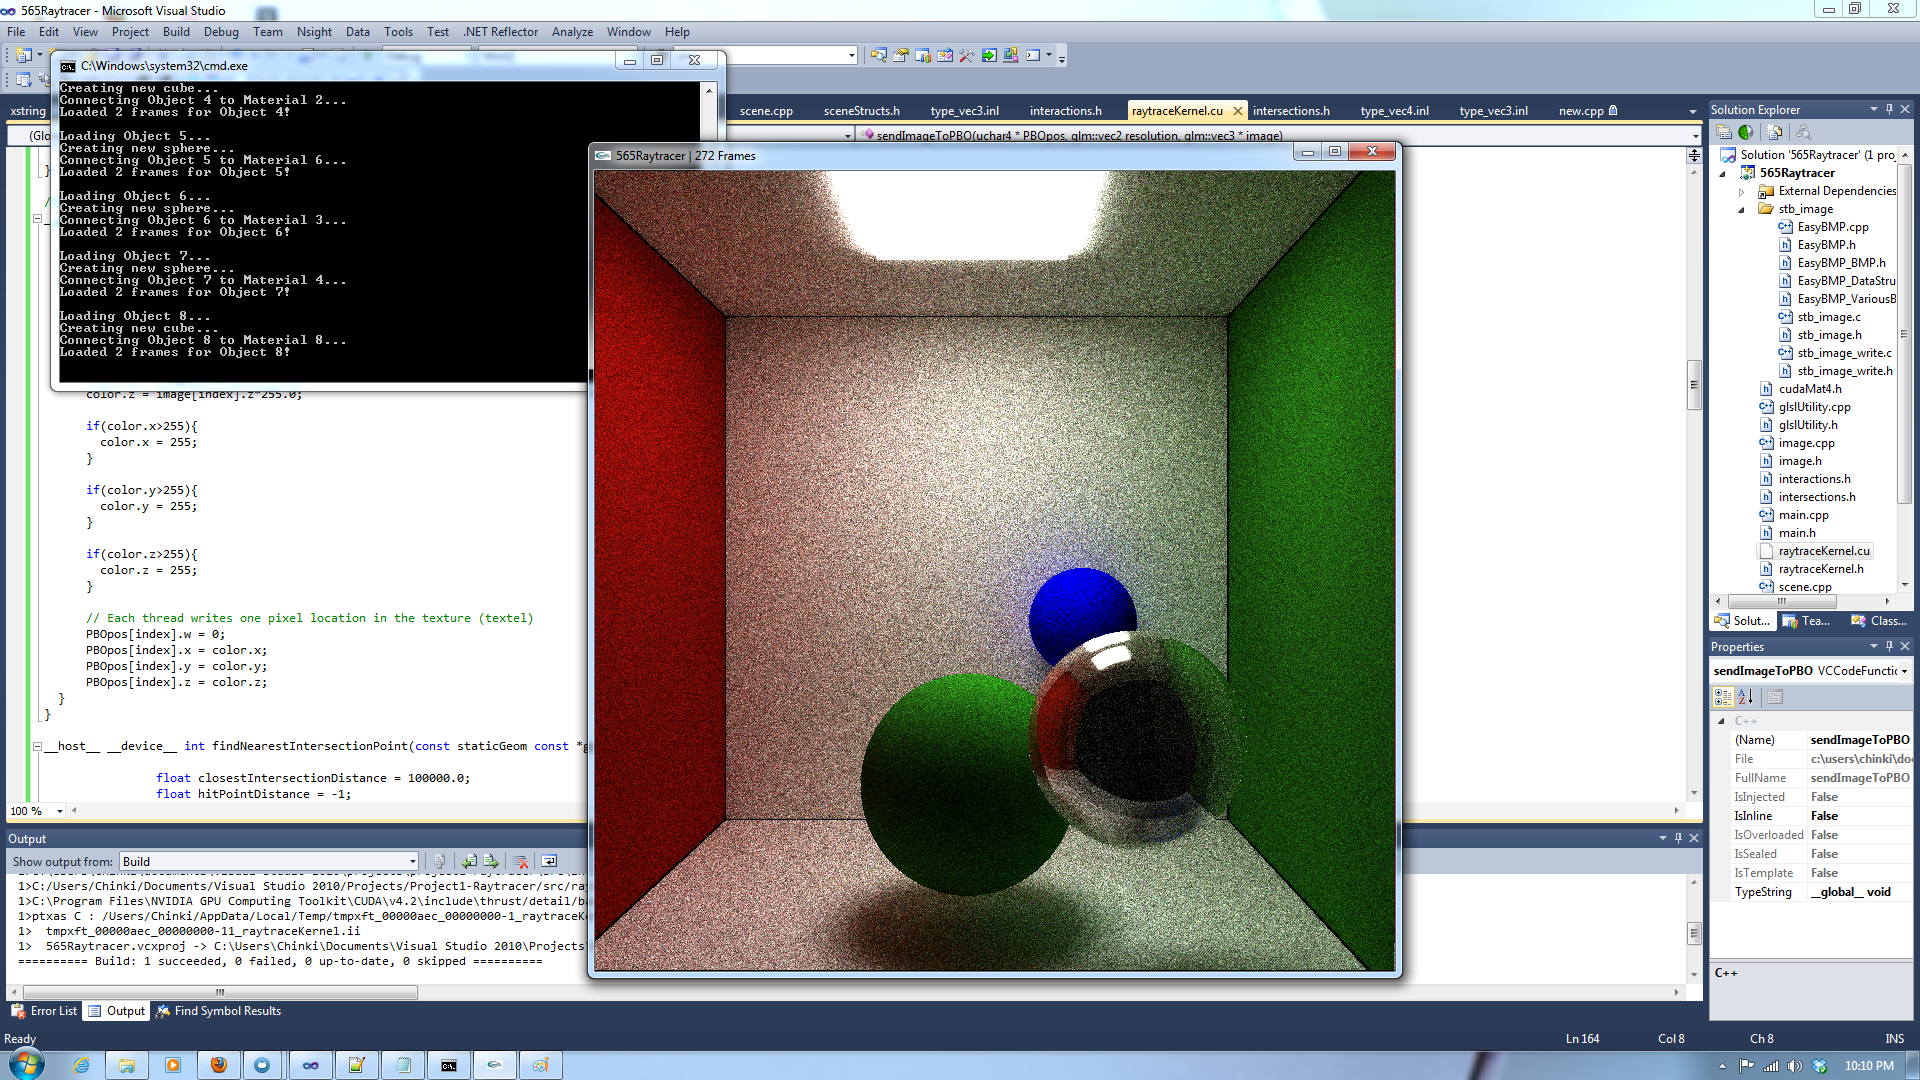 565Raytracer - Microsoft Visual Studio
File Edit View Project Build Debug Team Nsight Data Tools Test .NET Reflector Analyze Window Help
C:\Windows\system32\cmd.exe
Creating new cube...
Connecting Object 4 to Material 2...
Loaded 2 frames for Object 4!
Loading Object 5...
Creating new sphere...
Connecting Object 5 to Material 6...
Loaded 2 frames for Object 5!
Loading Object 6...
Creating new sphere...
Connecting Object 6 to Material 3...
Loaded 2 frames for Object 6!
Loading Object 7...
Creating new sphere...
Connecting Object 7 to Material 4...
Loaded 2 frames for Object 7!
Loading Object 8...
Creating new cube...
Connecting Object 8 to Material 8...
Loaded 2 frames for Object 8!
xstring scene.cpp sceneStructs.h type_vec3.inl interactions.h raytraceKernel.cu intersections.h type_vec4.inl type_vec3.inl new.cpp
(Glo
sendImageToPBO(uchar4 * PBOpos, glm::vec2 resolution, glm::vec3 * image)
565Raytracer | 272 Frames
color.z = image[index].z*255.0;
if(color.x>255){
color.x = 255;
}
if(color.y>255){
color.y = 255;
}
if(color.z>255){
color.z = 255;
}
// Each thread writes one pixel location in the texture (textel)
PBOpos[index].w = 0;
PBOpos[index].x = color.x;
PBOpos[index].y = color.y;
PBOpos[index].z = color.z;
}
}
__host__ __device__ int findNearestIntersectionPoint(const staticGeom const *g
float closestIntersectionDistance = 100000.0;
float hitPointDistance = -1;
100 %
Output
Show output from: Build
1>C:/Users/Chinki/Documents/Visual Studio 2010/Projects/Project1-Raytracer/src/ray
1>C:\Program Files\NVIDIA GPU Computing Toolkit\CUDA\v4.2\include\thrust/detail/ba
1>ptxas C : /Users/Chinki/AppData/Local/Temp/tmpxft_00000aec_00000000-1_raytraceKe
1> tmpxft_00000aec_00000000-11_raytraceKernel.ii
1> 565Raytracer.vcxproj -> C:\Users\Chinki\Documents\Visual Studio 2010\Projects\
========== Build: 1 succeeded, 0 failed, 0 up-to-date, 0 skipped ==========
Error List Output Find Symbol Results
Ready
Ln 164 Col 8 Ch 8 INS
Solution Explorer
Solution '565Raytracer' (1 proj
565Raytracer
External Dependencies
stb_image
EasyBMP.cpp
EasyBMP.h
EasyBMP_BMP.h
EasyBMP_DataStru
EasyBMP_VariousB
stb_image.c
stb_image.h
stb_image_write.c
stb_image_write.h
cudaMat4.h
glslUtility.cpp
glslUtility.h
image.cpp
image.h
interactions.h
intersections.h
main.cpp
main.h
raytraceKernel.cu
raytraceKernel.h
scene.cpp
Solut... Tea... Class...
Properties
sendImageToPBO VCCodeFunctic
C++
(Name) sendImageToPBO
File c:\users\chinki\doc
FullName sendImageToPBO
IsInjected False
IsInline False
IsOverloaded False
IsSealed False
IsTemplate False
TypeString __global__ void
C++
10:10 PM